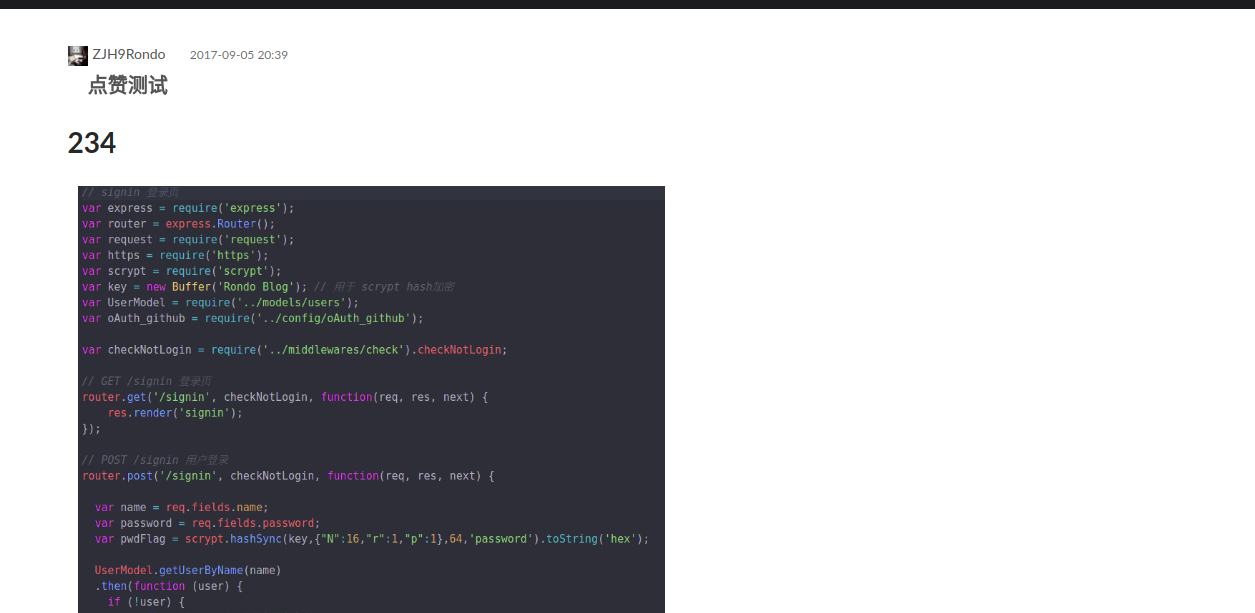 ZJH9Rondo 2017-09-05 20:39
点赞测试
234
// signin 登录页
var express = require('express');
var router = express.Router();
var request = require('request');
var https = require('https');
var scrypt = require('scrypt');
var key = new Buffer('Rondo Blog'); // 用于 scrypt hash加密
var UserModel = require('../models/users');
var oAuth_github = require('../config/oAuth_github');
var checkNotLogin = require('../middlewares/check').checkNotLogin;
// GET /signin 登录页
router.get('/signin', checkNotLogin, function(req, res, next) {
    res.render('signin');
});
// POST /signin 用户登录
router.post('/signin', checkNotLogin, function(req, res, next) {
  var name = req.fields.name;
  var password = req.fields.password;
  var pwdFlag = scrypt.hashSync(key,{"N":16,"r":1,"p":1},64,'password').toString('hex');
  UserModel.getUserByName(name)
  .then(function (user) {
    if (!user) {